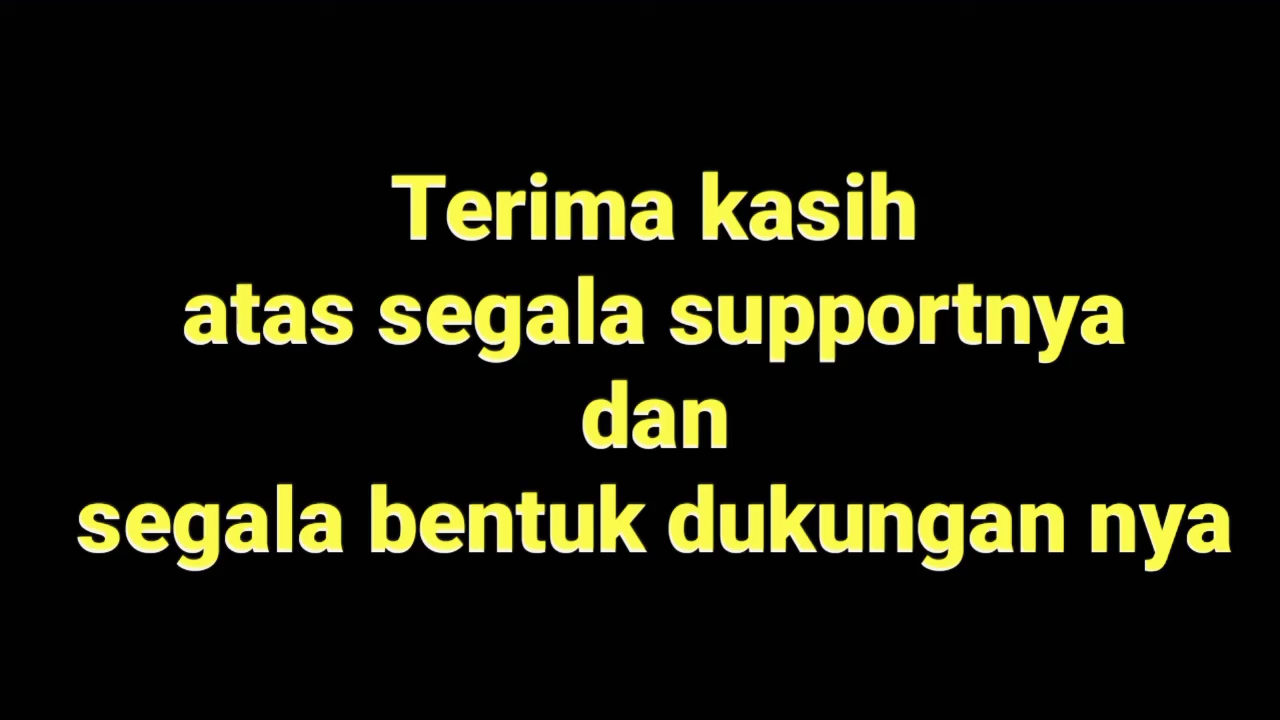 Terima kasih
atas segala supportnya
dan
segala bentuk dukungan nya